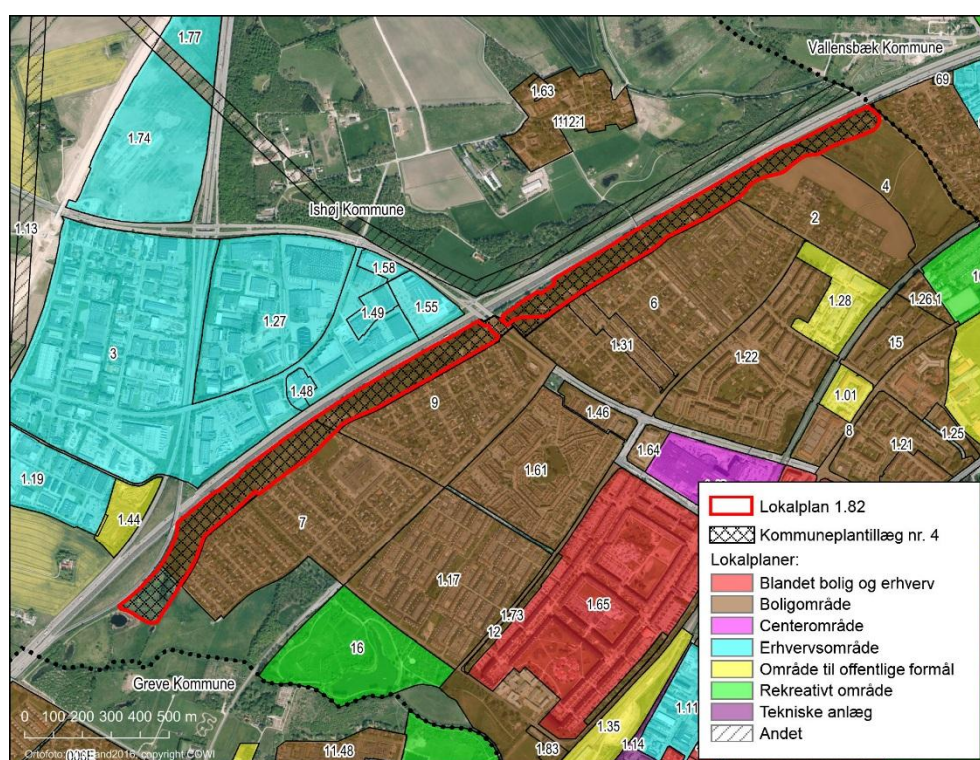 1.77
Vallensbæk Kommune
69
1.63
1.74
4
Ishøj Kommune
2
1.13
1.58
1.28
1.26.1
1.55
6
1.49
1.27
15
1.31
3
1.22
1.48
1.01
9
1.46
8
1.25
1.64
1.21
1.61
1.19
1.44
7
1.17
1.65
1.73
12
16
Greve Kommune
1.35
1.11
1.14
1.83
11.48
0 100 200 300 400 500 m
Lokalplan 1.82
Kommuneplantillæg nr. 4
Lokalplaner:
Blandet bolig og erhverv
Boligområde
Centerområde
Erhvervsområde
Område til offentlige formål
Rekreativt område
Tekniske anlæg
Andet